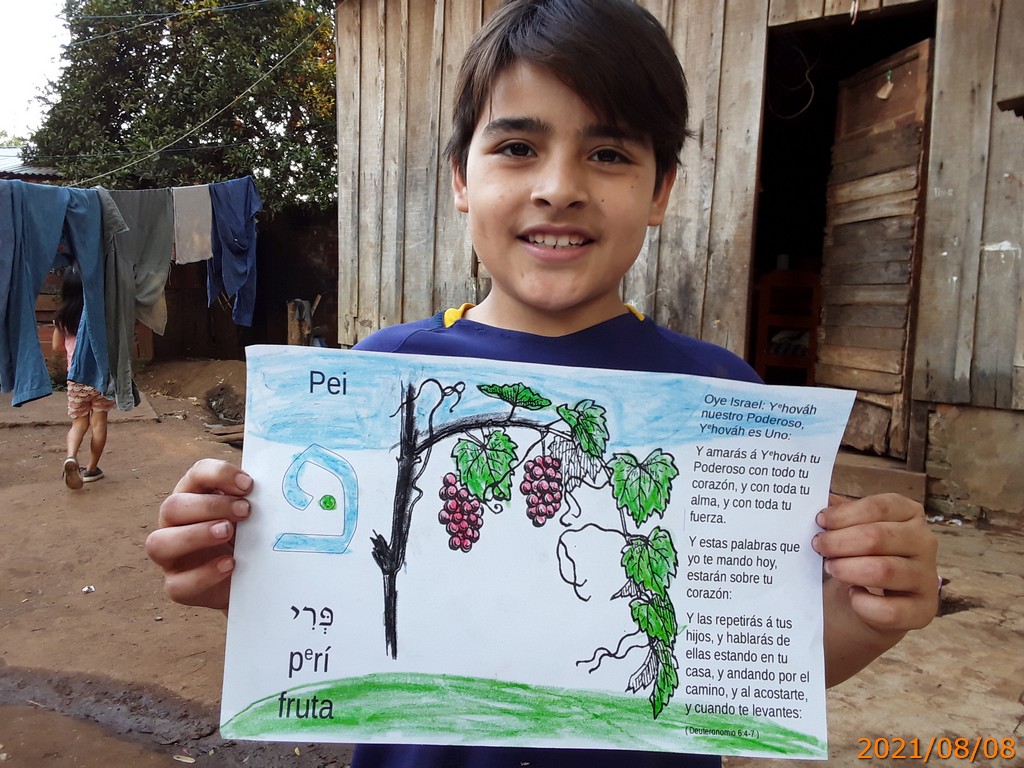 Pei
פּ
פְּרִי
pᵉrí
fruta
Oye Israel: Yᵉhováh
nuestro Poderoso,
Yᵉhováh es Uno:
Y amarás á Yᵉhováh tu
Poderoso con todo tu
corazón, y con toda tu
alma, y con toda tu
fuerza.
Y estas palabras que
yo te mando hoy,
estarán sobre tu
corazón:
Y las repetirás á tus
hijos, y hablarás de
ellas estando en tu
casa, y andando por el
camino, y al acostarte,
y cuando te levantes:
( Deuteronomio 6:4-7 )
2021/08/08